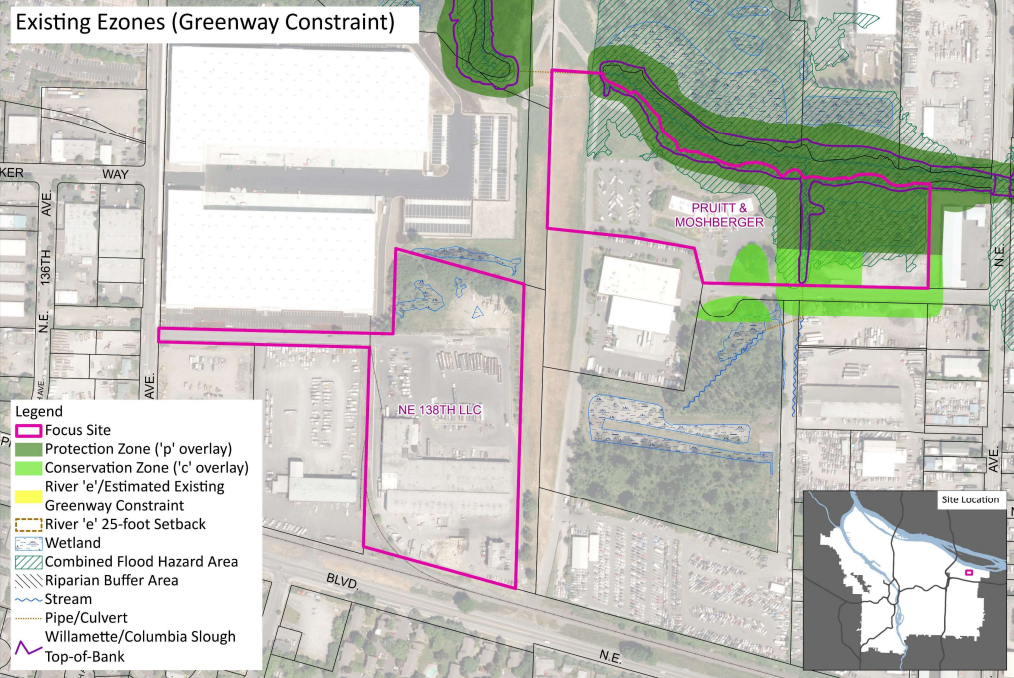 Existing Ezones (Greenway Constraint)
KER
WAY
AVE.
136TH
N.E.
AVE.
AVE.
PRUITT &
MOSHBERGER
N.E.
NE 138TH LLC
AVE.
BLVD.
N.E.
Legend
Focus Site
Protection Zone ('p' overlay)
Conservation Zone ('c' overlay)
River 'e'/Estimated Existing
Greenway Constraint
River 'e' 25-foot Setback
Wetland
Combined Flood Hazard Area
Riparian Buffer Area
Stream
Pipe/Culvert
Willamette/Columbia Slough
Top-of-Bank
Site Location